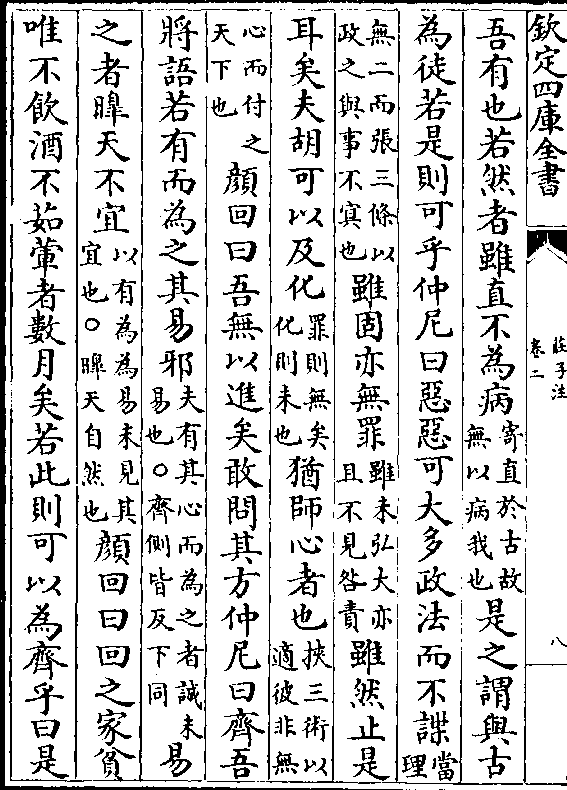 欽定四庫全書
莊子注
卷二
八
吾有也若然者雖直不為病寄直於古故無以病我也是之謂與古
為徒若是則可乎仲尼曰惡惡可大多政法而不諜當理
無二而張三條以政之與事不㝠也雖固亦無罪雖未弘大亦且不見咎責雖然止是
耳矣夫胡可以及化罪則無矣化則未也猶師心者也挾三術以適彼非無
心而付之天下也顏回曰吾無以進矣敢問其方仲尼曰齊吾
將語若有而為之其易邪夫有其心而為之者誠未易也○齊側皆反下同易
之者暤天不宜以有為為易未見其宜也○暤天自然也顏回曰回之家貧
唯不飲酒不茹葷者數月矣若此則可以為齊乎曰是